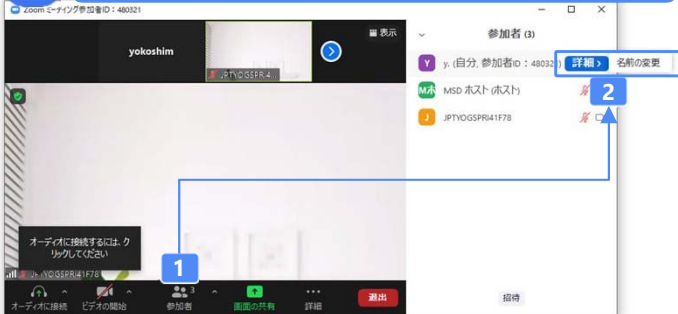 Zoom ミーティング参加者ID：480321
表示
yokoshim
JPTYOGSPRI4
参加者 (3)
Y
y. (自分, 参加者ID：480321)
詳細 >
名前の変更
MSD ホスト (ホスト)
2
J
JPTYOGSPRI41F78
オーディオに接続するには、ク
リックしてください
JPTYOGSPRI41F78
1
3
オーディオに接続
ビデオの開始
参加者
画面の共有
詳細
退出
招待